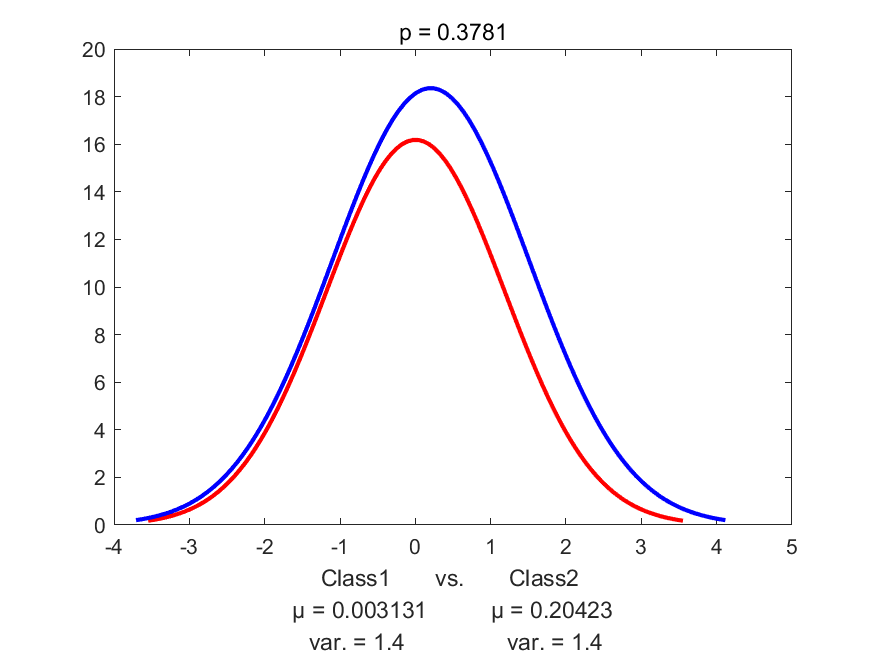 p = 0.3781
20
18
16
14
12
10
8
6
4
2
0
-4 -3 -2 -1 0 1 2 3 4 5
Class1 vs. Class2
μ = 0.003131 μ = 0.20423
var. = 1.4 var. = 1.4